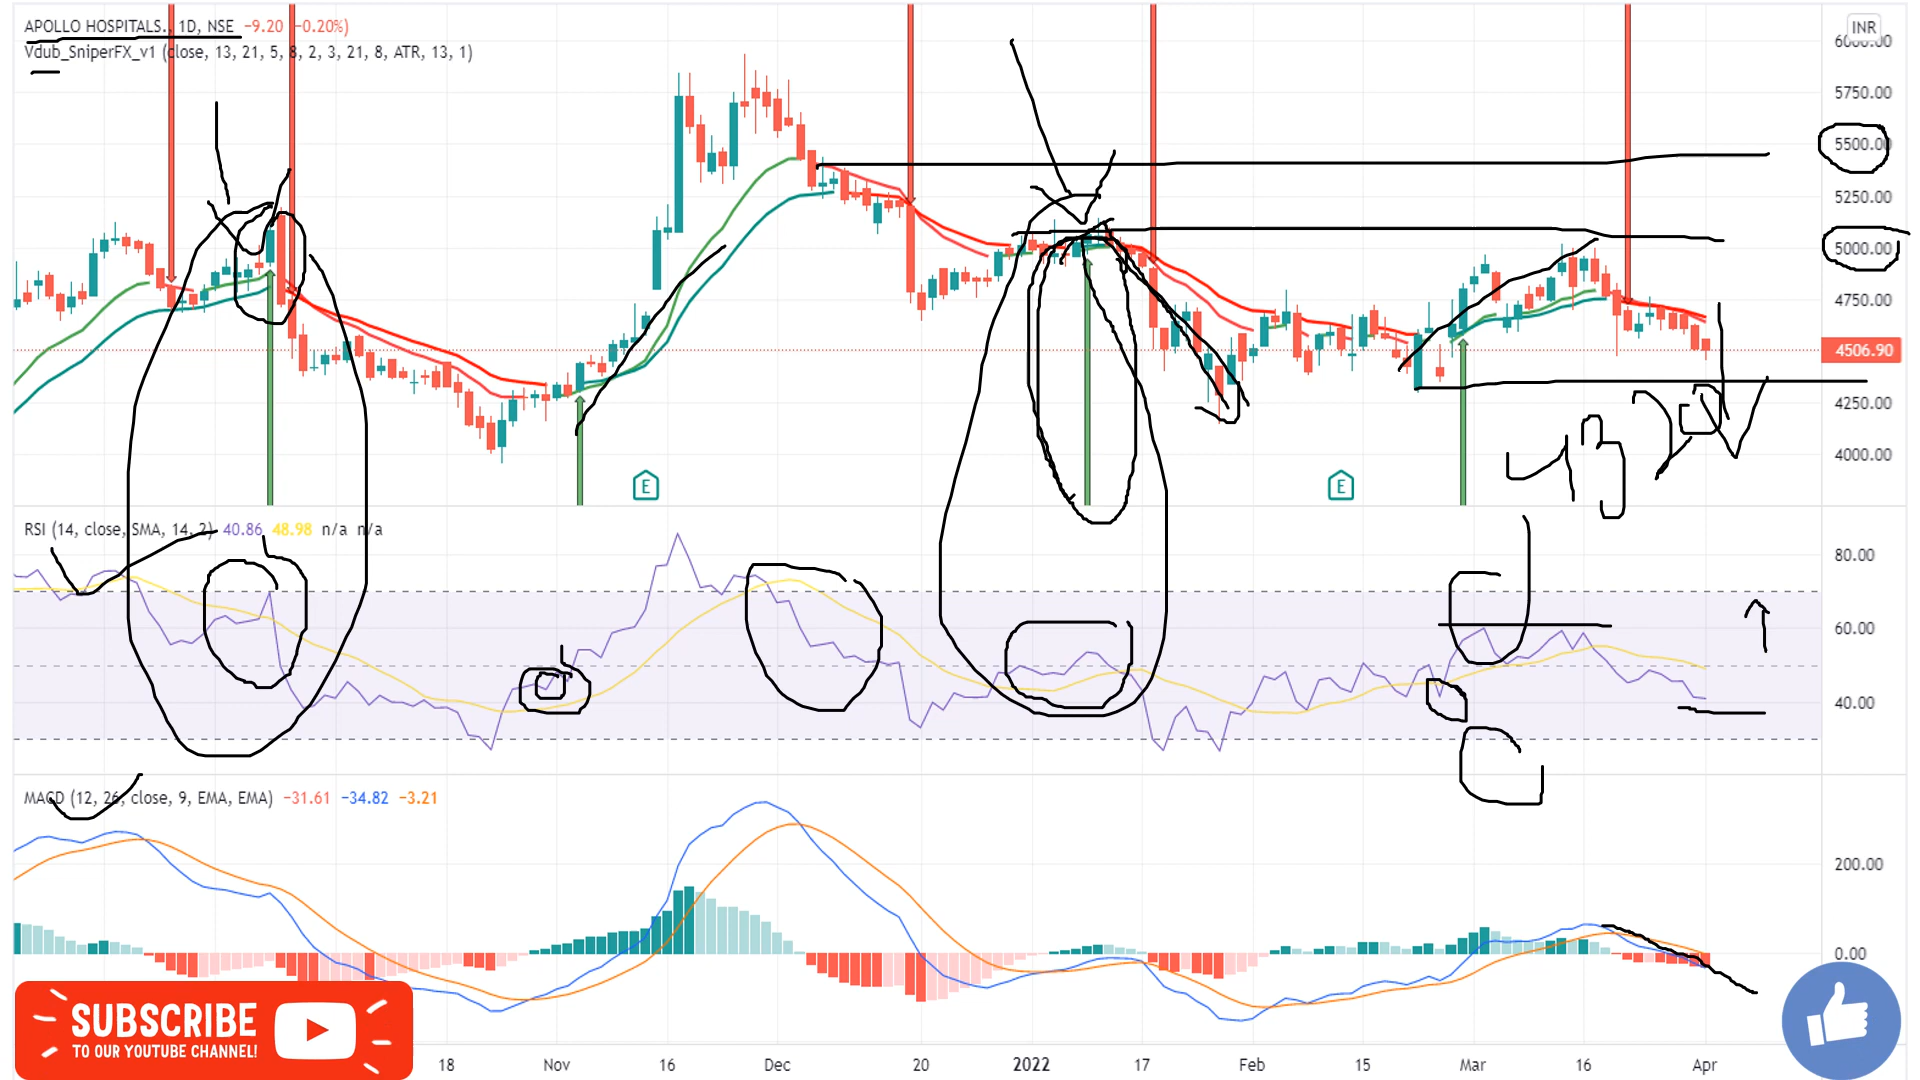 APOLLO HOSPITALS., 1D, NSE −9.20 −0.20%)
Vdub_SniperFX_v1 (close, 13, 21, 5, 8, 2, 3, 21, 8, ATR, 13, 1)
INR
5750.00
5500.00
5250.00
5000.00
4750.00
4506.90
4250.00
4000.00
E
E
RSI (14, close, SMA, 14, 2) 40.86 48.98 n/a n/a
80.00
60.00
40.00
MACD (12, 26, close, 9, EMA, EMA) −31.61 −34.82 −3.21
200.00
0.00
SUBSCRIBE
TO OUR YOUTUBE CHANNEL!
18 Nov 16 Dec 20 2022 17 Feb 15 Mar 16 Apr